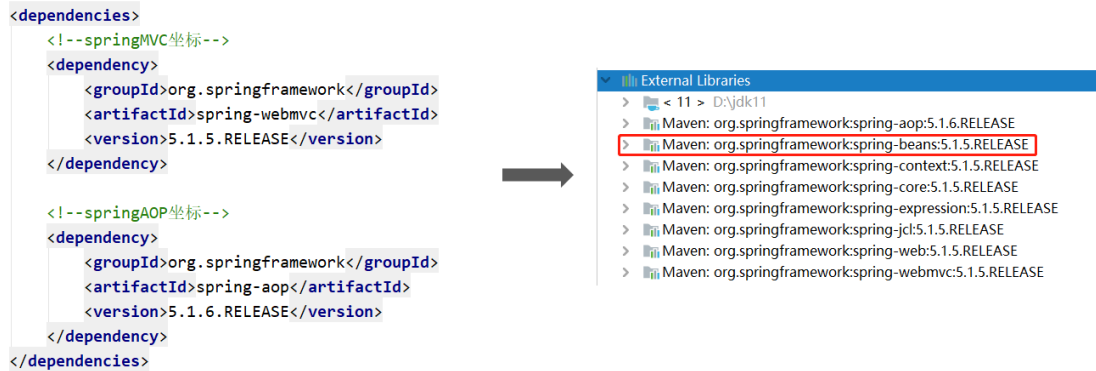 <dependencies>
<!--springMVC坐标-->
<dependency>
<groupId>org.springframework</groupId>
<artifactId>spring-webmvc</artifactId>
<version>5.1.5.RELEASE</version>
</dependency>
<!--springAOP坐标-->
<dependency>
<groupId>org.springframework</groupId>
<artifactId>spring-aop</artifactId>
<version>5.1.6.RELEASE</version>
</dependency>
</dependencies>
External Libraries
< 11 > D:\jdk11
Maven: org.springframework:spring-aop:5.1.6.RELEASE
Maven: org.springframework:spring-beans:5.1.5.RELEASE
Maven: org.springframework:spring-context:5.1.5.RELEASE
Maven: org.springframework:spring-core:5.1.5.RELEASE
Maven: org.springframework:spring-expression:5.1.5.RELEASE
Maven: org.springframework:spring-jcl:5.1.5.RELEASE
Maven: org.springframework:spring-web:5.1.5.RELEASE
Maven: org.springframework:spring-webmvc:5.1.5.RELEASE